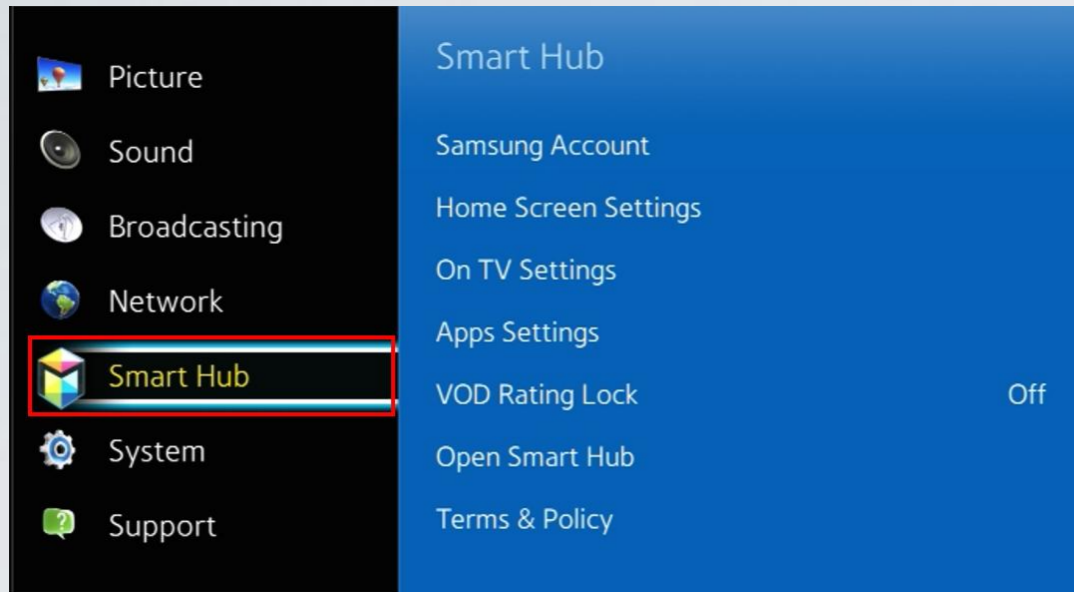 Picture
Sound
Broadcasting
Network
Smart Hub
System
Support
Smart Hub
Samsung Account
Home Screen Settings
On TV Settings
Apps Settings
VOD Rating Lock Off
Open Smart Hub
Terms & Policy